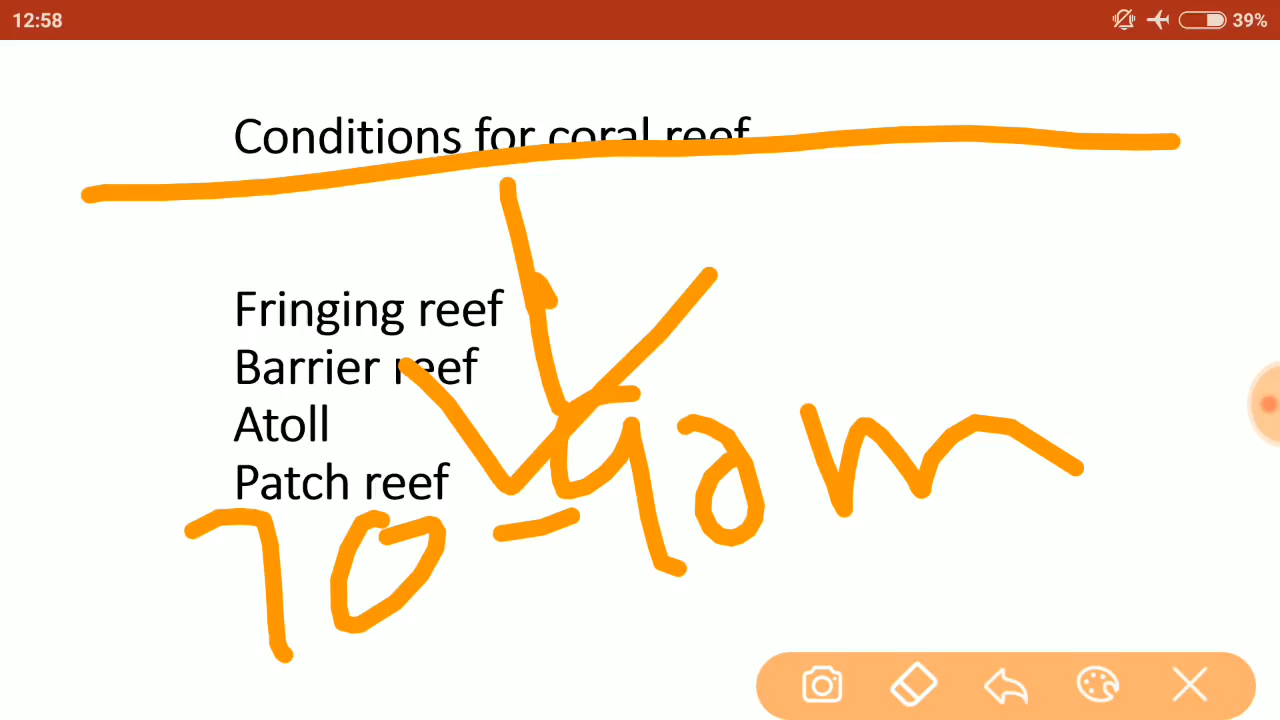 12:58
39%
Conditions for coral reef
Fringing reef
Barrier reef
Atoll
Patch reef
70-90m